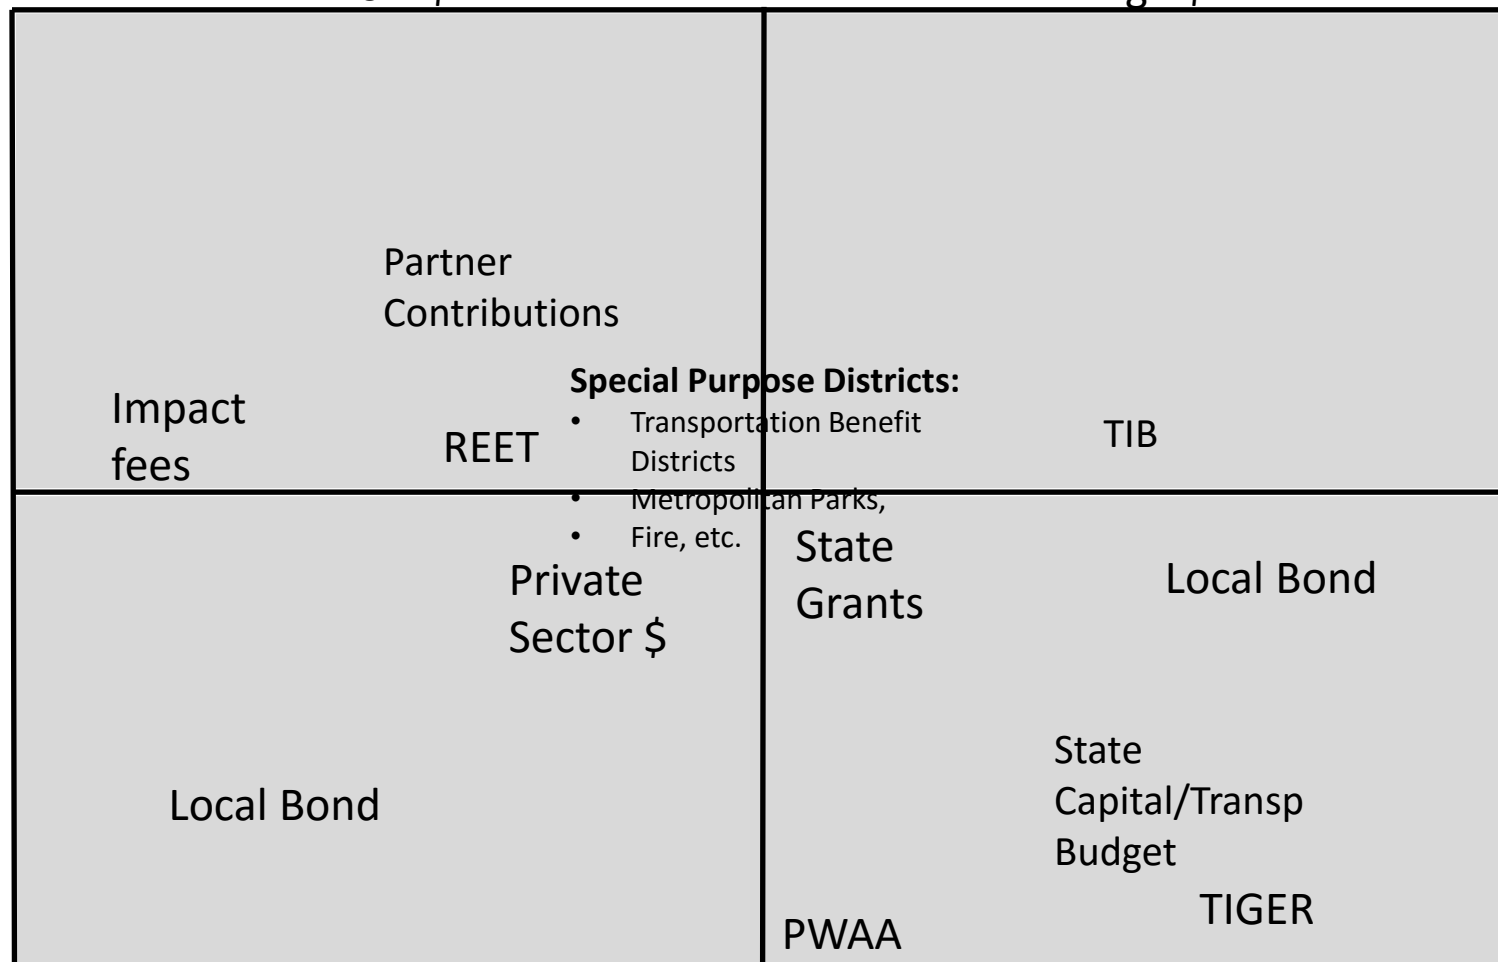 Partner
Contributions
Special Purpose Districts:
• Transportation Benefit
Districts
• Metropolitan Parks,
• Fire, etc.
Impact
fees
REET
TIB
State
Grants
Private
Sector $
Local Bond
Local Bond
State
Capital/Transp
Budget
TIGER
PWAA